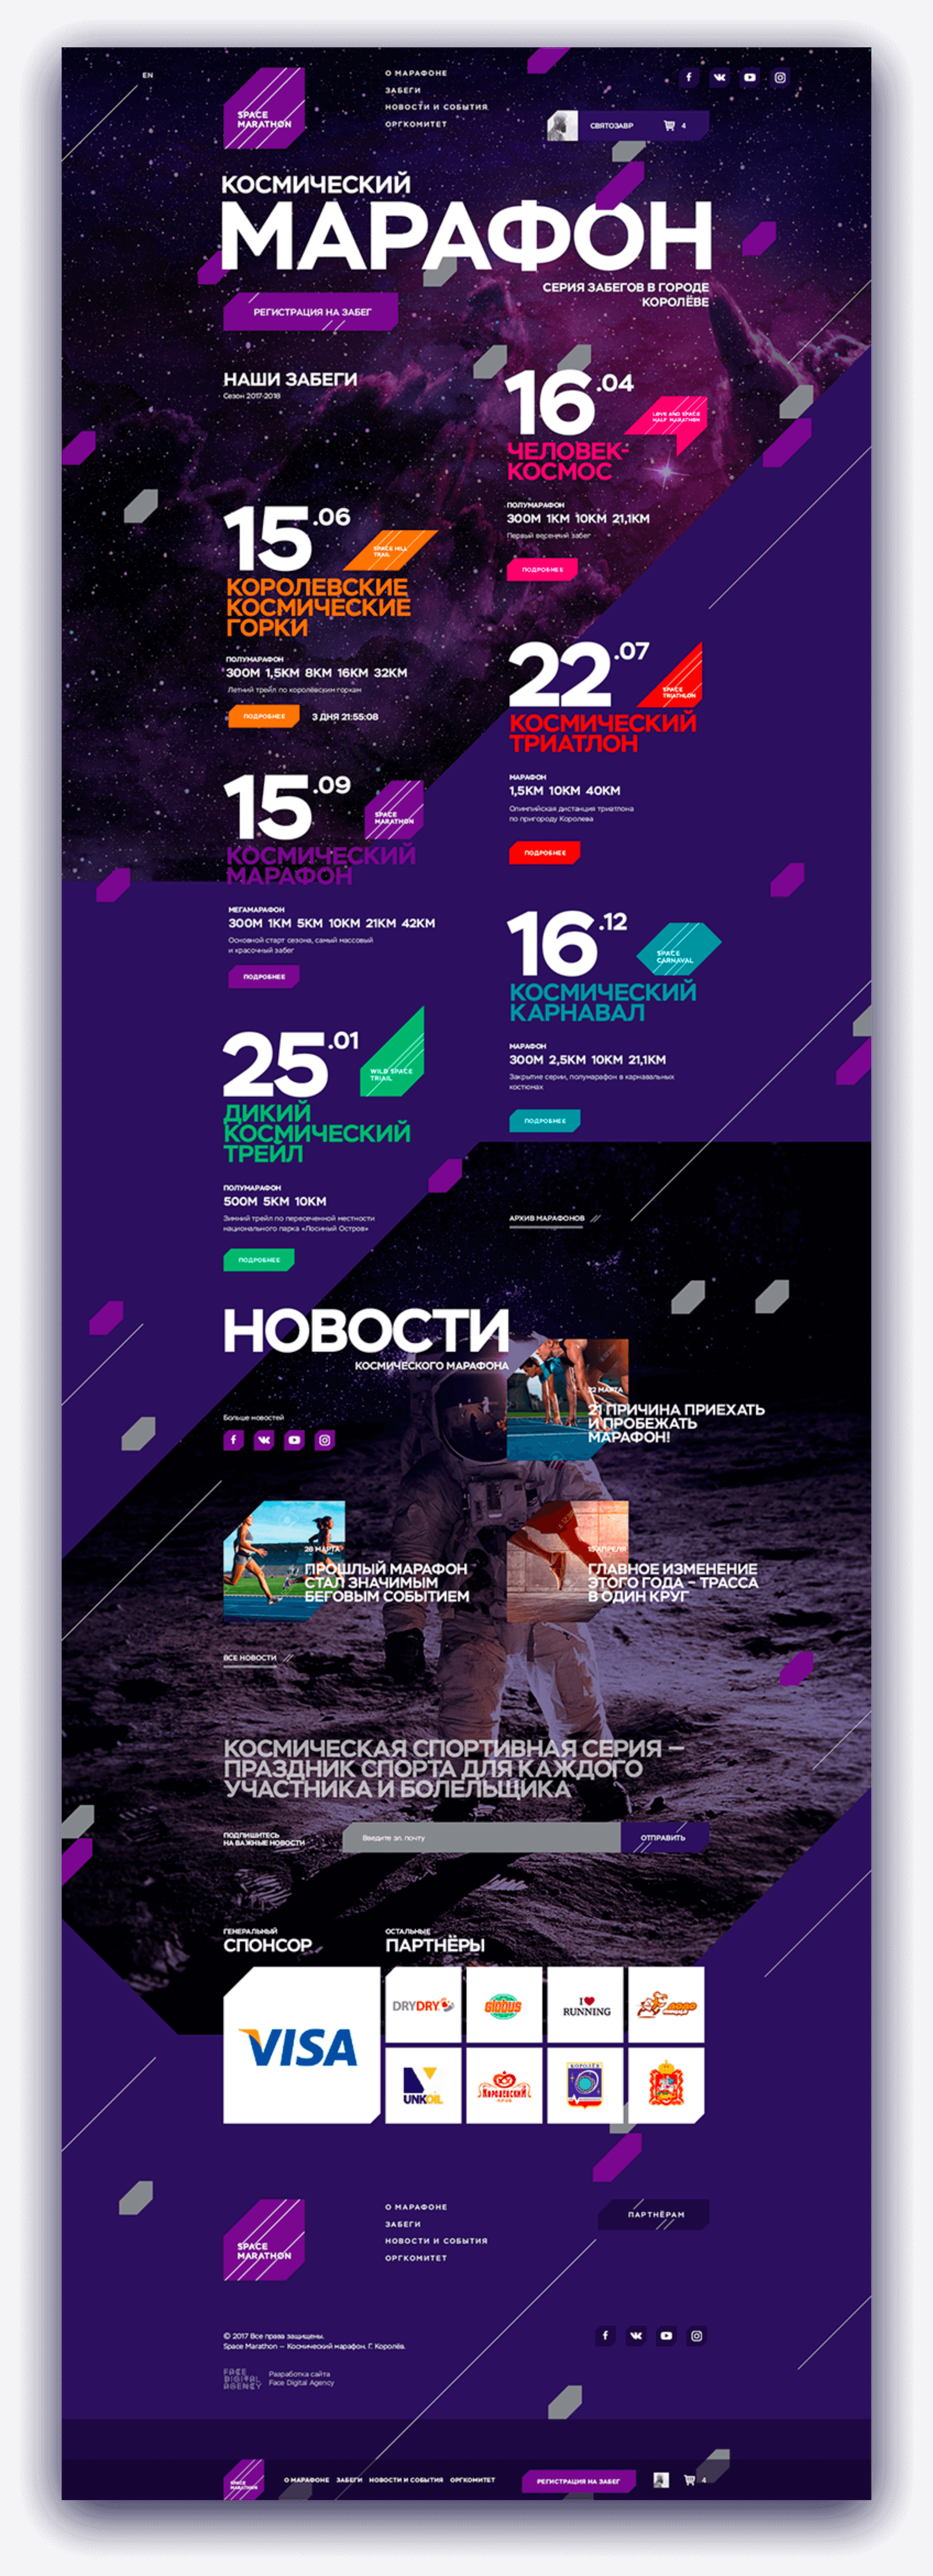 EN
SPACE
MARATHON
О МАРАФОНЕ
ЗАБЕГИ
НОВОСТИ И СОБЫТИЯ
ОРГКОМИТЕТ
СВЯТОЗАВР
4
КОСМИЧЕСКИЙ
МАРАФОН
СЕРИЯ ЗАБЕГОВ В ГОРОДЕ
КОРОЛЁВЕ
РЕГИСТРАЦИЯ НА ЗАБЕГ
НАШИ ЗАБЕГИ
Сезон 2017-2018
16.04
LOVE AND SPACE
HALF MARATHON
ЧЕЛОВЕК-
КОСМОС
ПОЛУМАРАФОН
300М 1КМ 10КМ 21,1КМ
Первый весенний забег
ПОДРОБНЕЕ
15.06
SPACE HILL
TRAIL
КОРОЛЕВСКИЕ
КОСМИЧЕСКИЕ
ГОРКИ
ПОЛУМАРАФОН
300М 1,5КМ 8КМ 16КМ 32КМ
Летний трейл по королёвским горкам
ПОДРОБНЕЕ
3 ДНЯ 21:55:08
22.07
SPACE
TRIATHLON
КОСМИЧЕСКИЙ
ТРИАТЛОН
МАРАФОН
1,5КМ 10КМ 40КМ
Олимпийская дистанция триатлона
по пригороду Королева
ПОДРОБНЕЕ
15.09
SPACE
MARATHON
КОСМИЧЕСКИЙ
МАРАФОН
МЕГАМАРАФОН
300М 1КМ 5КМ 10КМ 21КМ 42КМ
Основной старт сезона, самый массовый
и красочный забег
ПОДРОБНЕЕ
16.12
SPACE
CARNAVAL
КОСМИЧЕСКИЙ
КАРНАВАЛ
МАРАФОН
300М 2,5КМ 10КМ 21,1КМ
Закрытие серии, полумарафон в карнавальных
костюмах
ПОДРОБНЕЕ
25.01
WILD SPACE
TRIAIL
ДИКИЙ
КОСМИЧЕСКИЙ
ТРЕЙЛ
ПОЛУМАРАФОН
500М 5КМ 10КМ
Зимний трейл по пересеченной местности
национального парка «Лосиный Остров»
ПОДРОБНЕЕ
АРХИВ МАРАФОНОВ
НОВОСТИ
КОСМИЧЕСКОГО МАРАФОНА
Больше новостей
22 МАРТА
21 ПРИЧИНА ПРИЕХАТЬ
И ПРОБЕЖАТЬ
МАРАФОН!
28 МАРТА
ПРОШЛЫЙ МАРАФОН
СТАЛ ЗНАЧИМЫМ
БЕГОВЫМ СОБЫТИЕМ
АПРЕЛЯ
ГЛАВНОЕ ИЗМЕНЕНИЕ
ЭТОГО ГОДА – ТРАССА
В ОДИН КРУГ
ВСЕ НОВОСТИ
КОСМИЧЕСКАЯ СПОРТИВНАЯ СЕРИЯ —
ПРАЗДНИК СПОРТА ДЛЯ КАЖДОГО
УЧАСТНИКА И БОЛЕЛЬЩИКА
ПОДПИШИТЕСЬ
НА ВАЖНЫЕ НОВОСТИ
Введите эл. почту
ОТПРАВИТЬ
ГЕНЕРАЛЬНЫЙ
СПОНСОР
ОСТАЛЬНЫЕ
ПАРТНЁРЫ
VISA
DRYDRY
globus
I
RUNNING
ДОДО
UNKOIL
Королевский
КОРОЛЁВ
SPACE
MARATHON
О МАРАФОНЕ
ЗАБЕГИ
НОВОСТИ И СОБЫТИЯ
ОРГКОМИТЕТ
ПАРТНЁРАМ
© 2017 Все права защищены.
Space Marathon — Космический марафон. Г. Королёв.
FACE
DIGITAL
AGENCY
Разработка сайта
Face Digital Agency
SPACE
MARATHON
О МАРАФОНЕ ЗАБЕГИ НОВОСТИ И СОБЫТИЯ ОРГКОМИТЕТ
РЕГИСТРАЦИЯ НА ЗАБЕГ
4